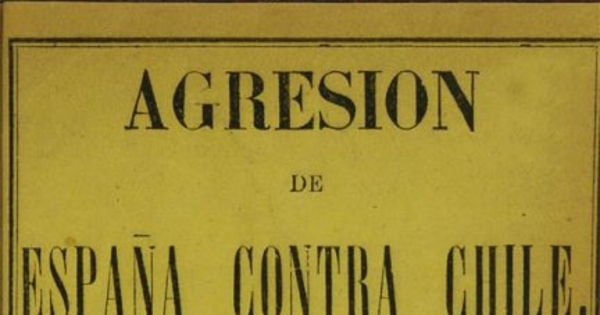 AGRESION
DE
ESPAÑA CONTRA CHILE.